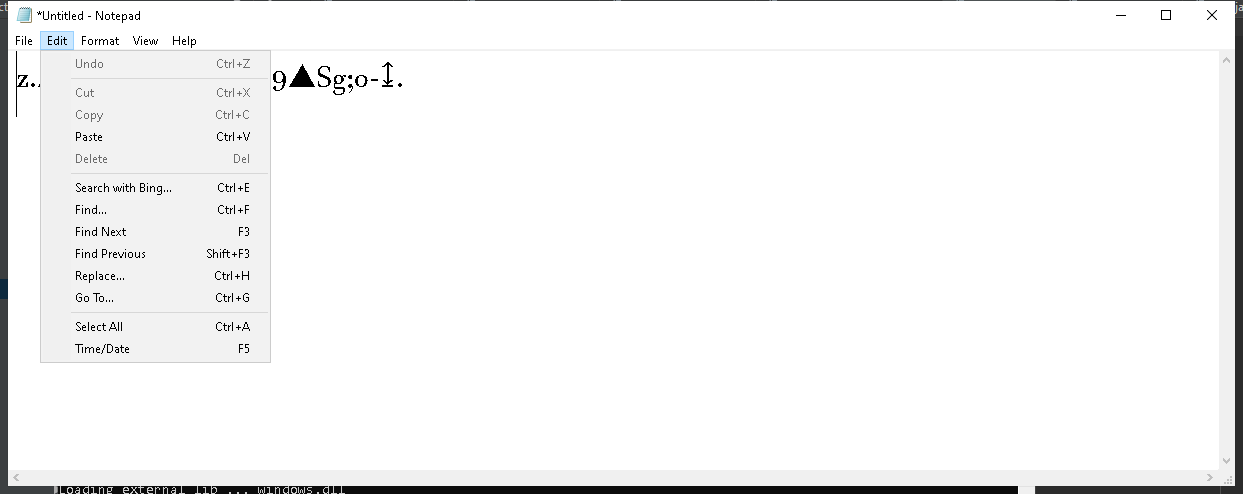 *Untitled - Notepad
File Edit Format View Help
9▲Sg;o-↨.
Undo Ctrl+Z
Cut Ctrl+X
Copy Ctrl+C
Paste Ctrl+V
Delete Del
Search with Bing... Ctrl+E
Find... Ctrl+F
Find Next F3
Find Previous Shift+F3
Replace... Ctrl+H
Go To... Ctrl+G
Select All Ctrl+A
Time/Date F5
Loading external lib ... windows.dll